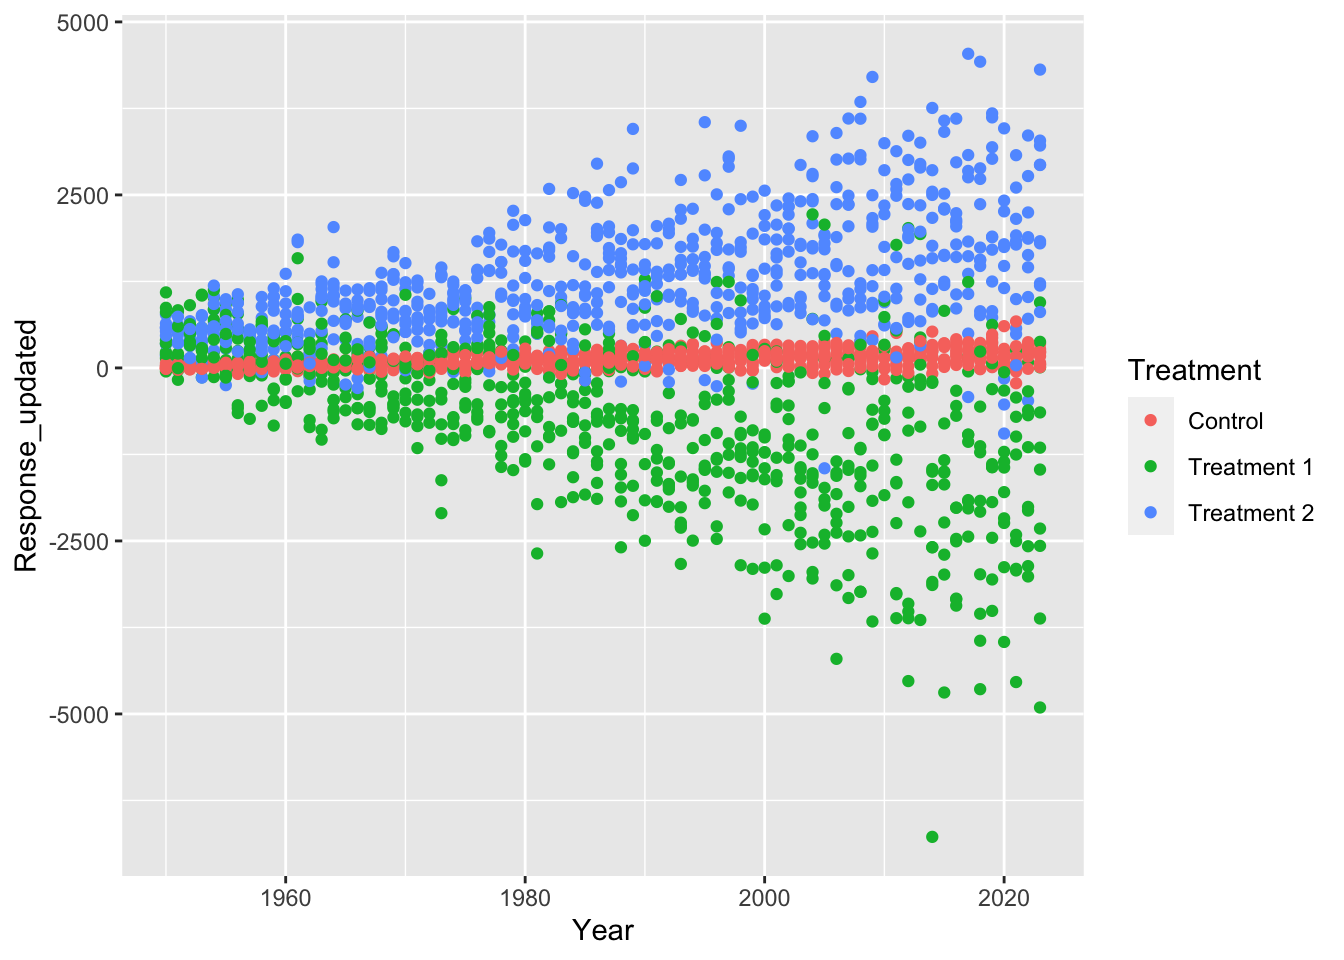 5000
2500
0
-2500
-5000
Response_updated
1960
1980
2000
2020
Year
Treatment
Control
Treatment 1
Treatment 2